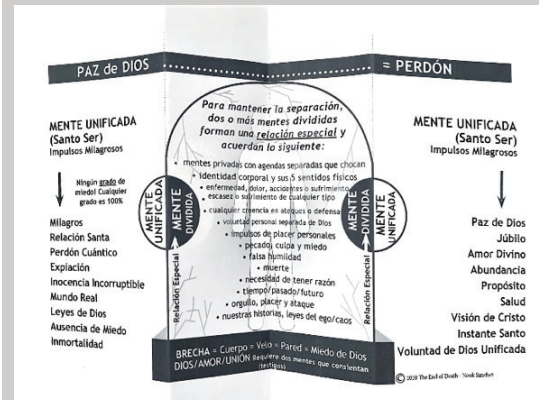 PAZ de DIOS
= PERDÓN
MENTE UNIFICADA
(Santo Ser)
Impulsos Milagrosos
Ningún grado de
miedo! Cualquier
grado es 100%
Milagros
Relación Santa
Perdón Cuántico
Expiación
Inocencia Incorruptible
Mundo Real
Leyes de Dios
Ausencia de Miedo
Inmortalidad
MENTE UNIFICADA
MENTE DIVIDIDA
Relación Especial
Para mantener la separación,
dos o más mentes divididas
forman una relación especial y
acuerdan lo siguiente:
• mentes privadas con agendas separadas que chocan
• identidad corporal y sus 5 sentidos físicos
• enfermedad, dolor, accidentes o sufrimiento
• escasez o sufrimiento de cualquier tipo
• cualquier creencia en ataques o defensa
• voluntad personal separada de Dios
• impulsos de placer personales
• pecado, culpa y miedo
• falsa humildad
• muerte
• necesidad de tener razón
• tiempo/pasado/futuro
• orgullo, placer y ataque
• nuestras historias, leyes del ego/caos
BRECHA = Cuerpo = Velo = Pared = Miedo de Dios
DIOS/AMOR/UNIÓN Requiere dos mentes que consientan
(testigos)
MENTE DIVIDIDA
MENTE UNIFICADA
Relación Especial
MENTE UNIFICADA
(Santo Ser)
Impulsos Milagrosos
Paz de Dios
Júbilo
Amor Divino
Abundancia
Propósito
Salud
Visión de Cristo
Instante Santo
Voluntad de Dios Unificada
The End of Death - Nouk Sanchez